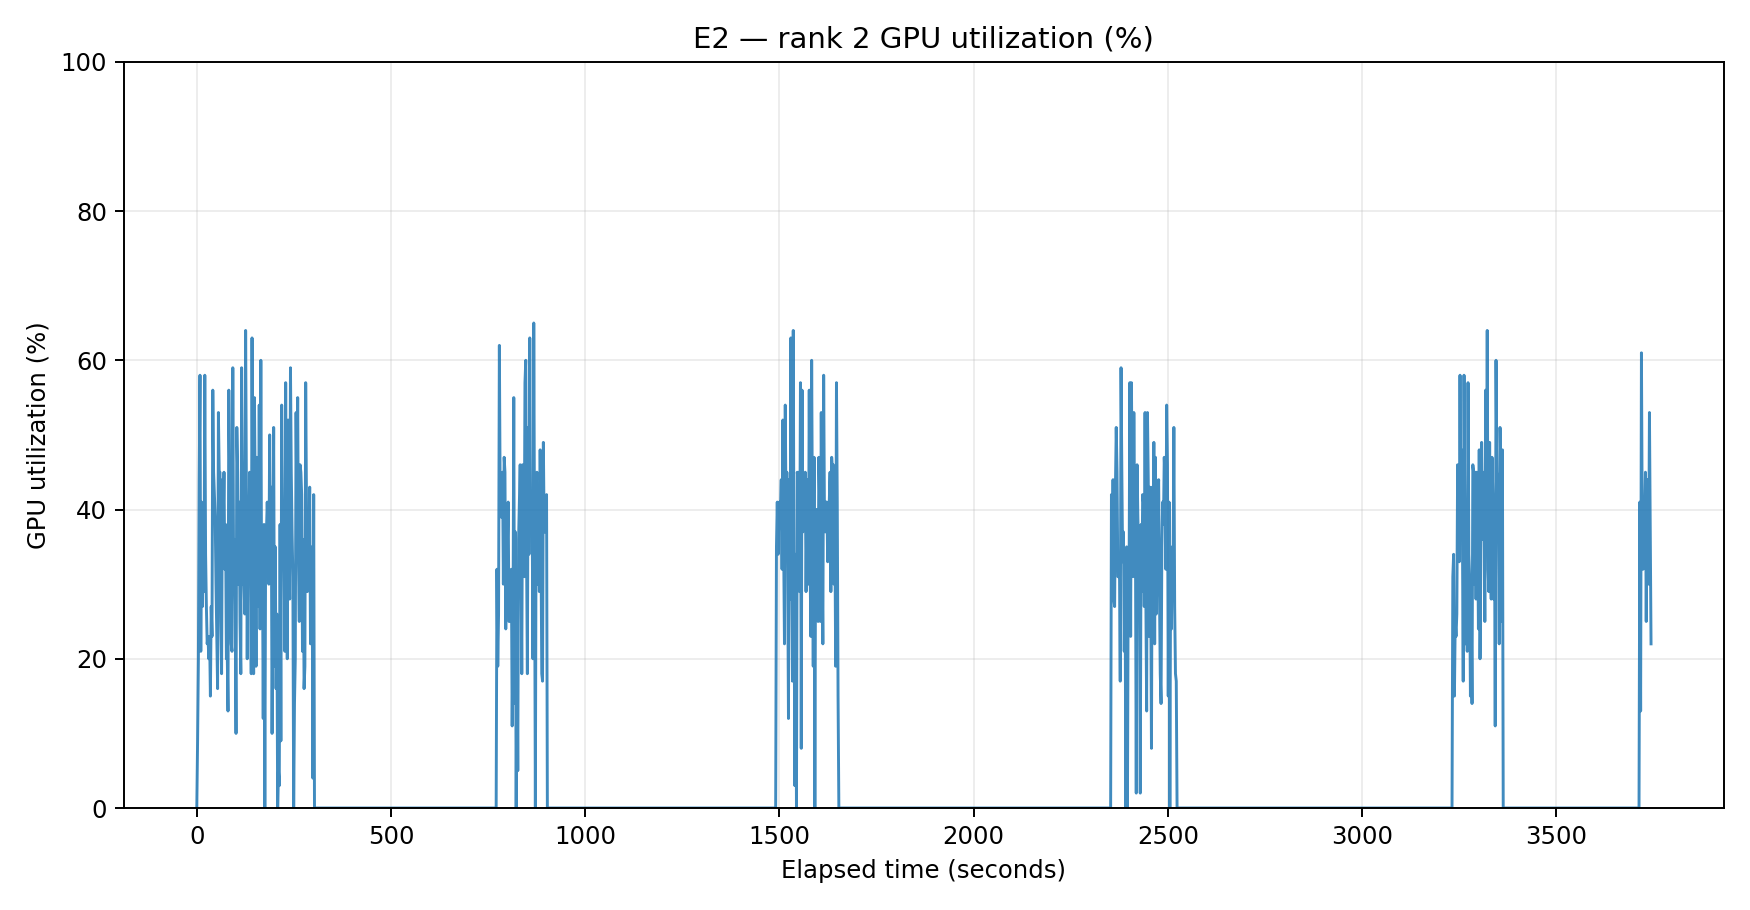 E2 — rank 2 GPU utilization (%)
100
80
60
40
20
0
GPU utilization (%)
0 500 1000 1500 2000 2500 3000 3500
Elapsed time (seconds)